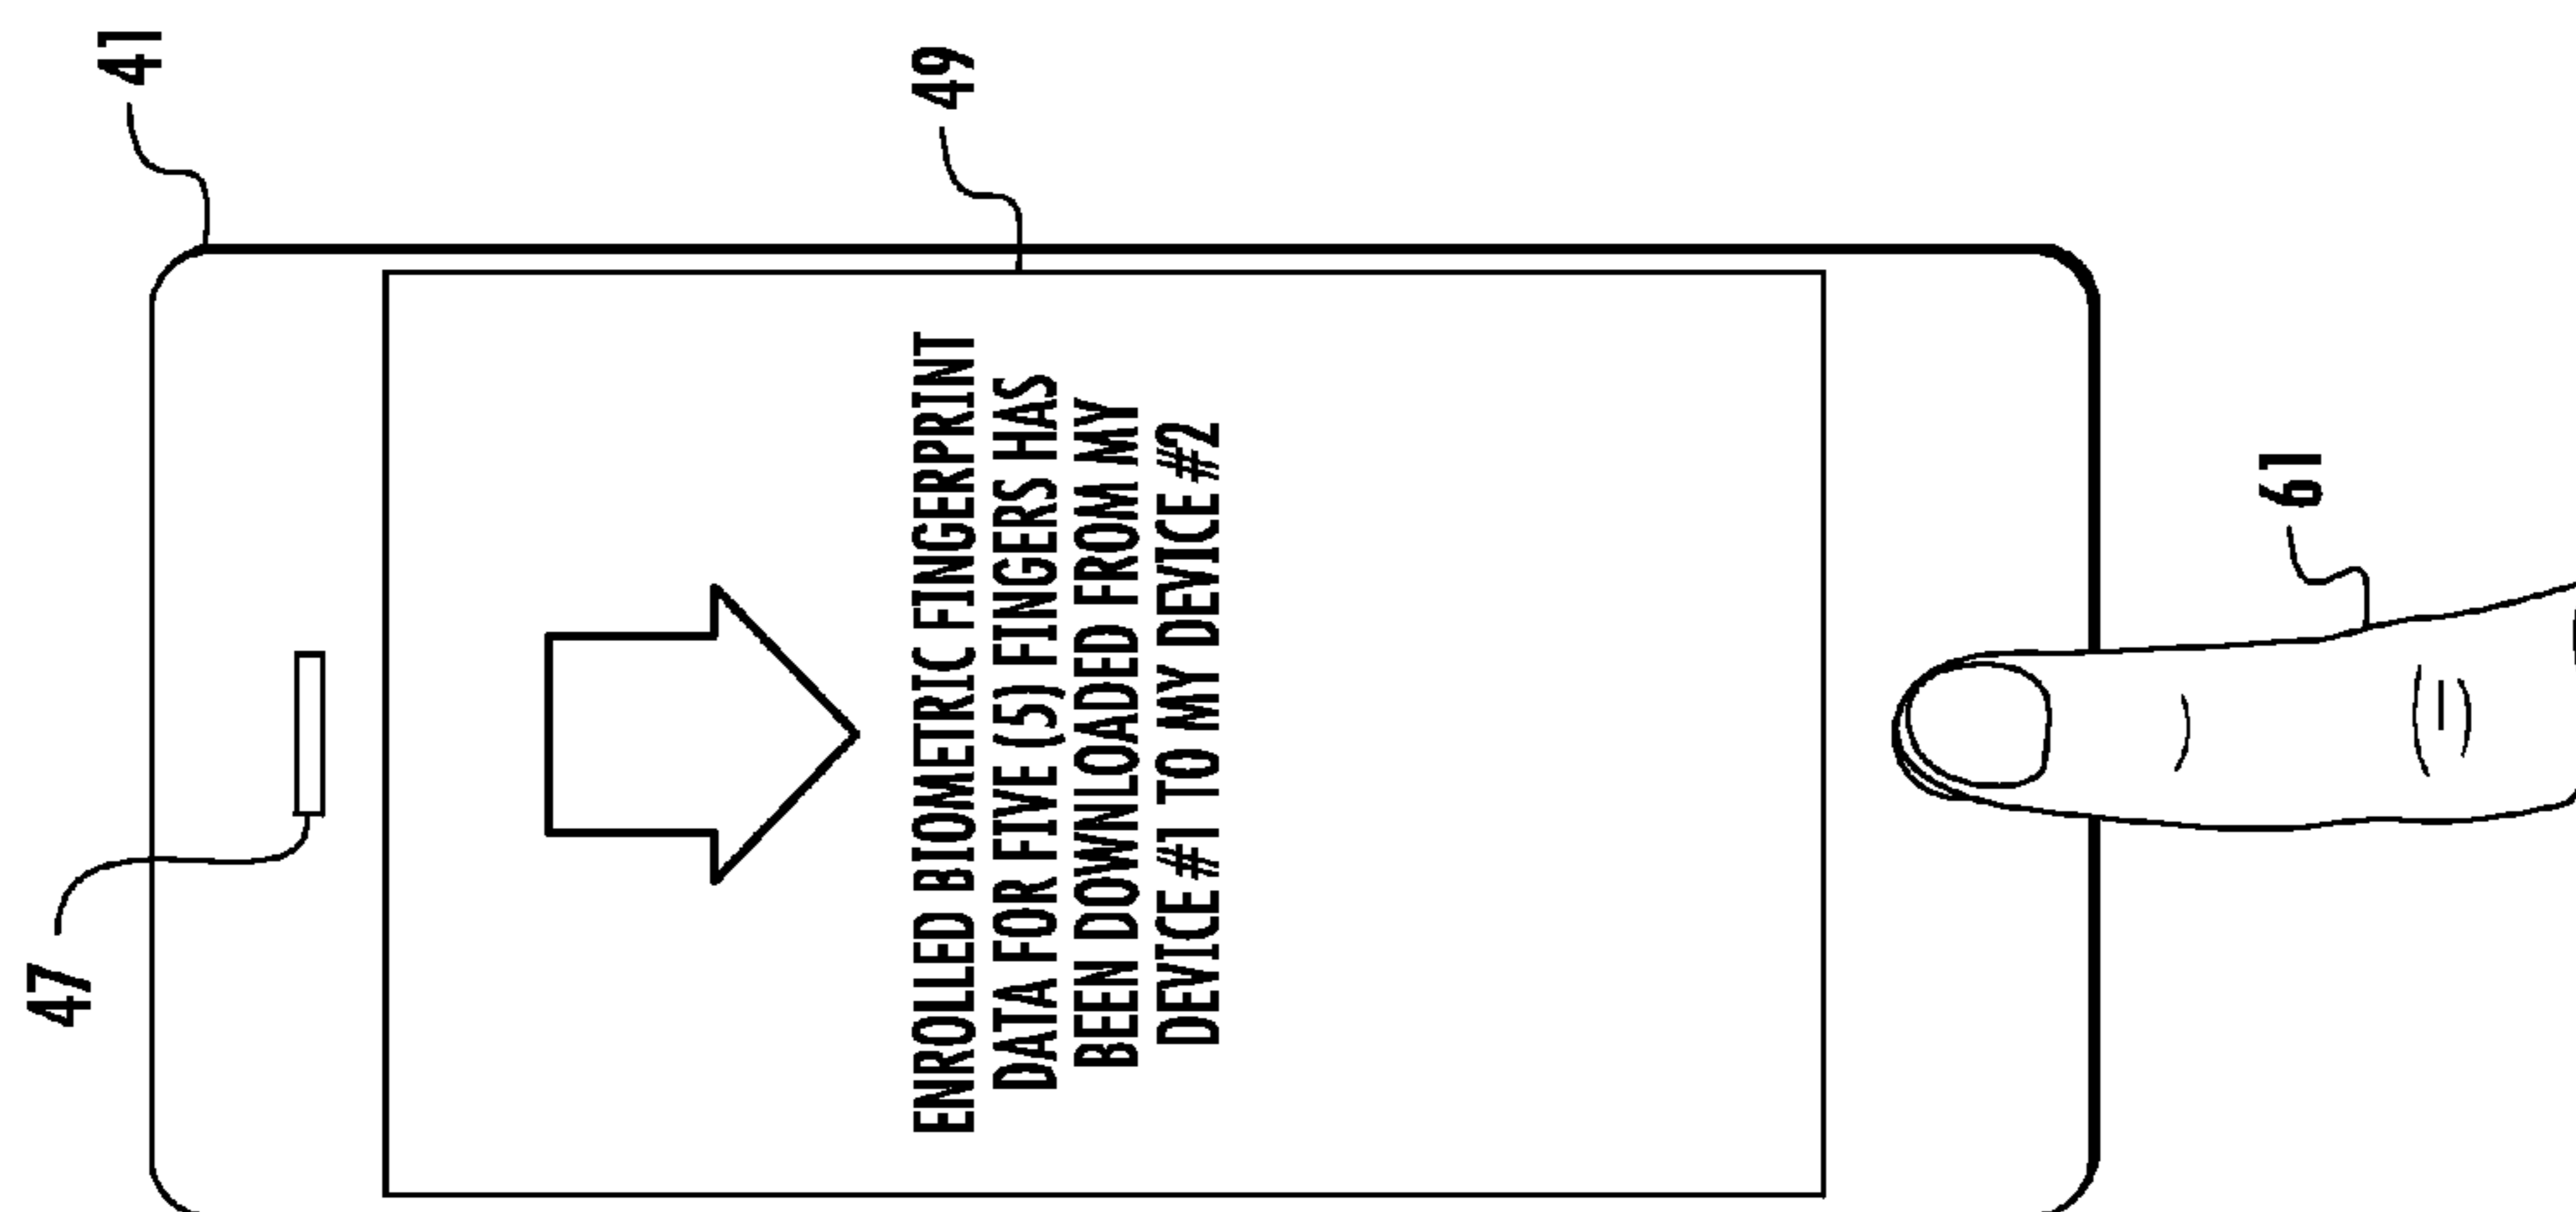 41
49
ENROLLED BIOMETRIC FINGERPRINT
DATA FOR FIVE (5) FINGERS HAS
BEEN DOWNLOADED FROM MY
DEVICE #1 TO MY DEVICE #2
61
47